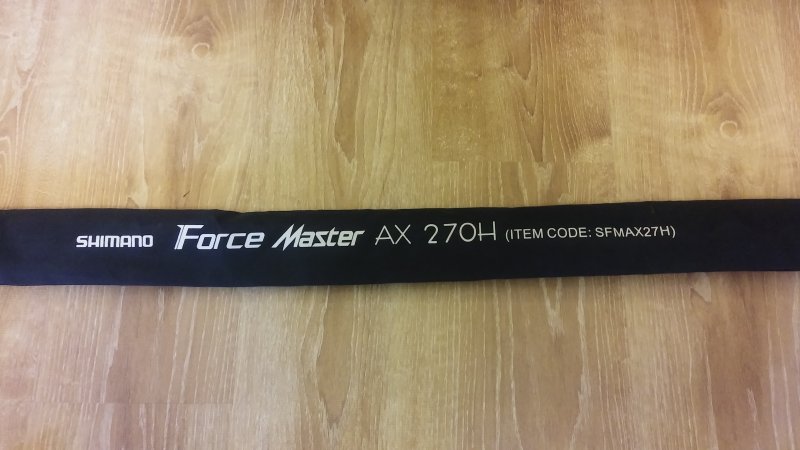 SHIMANO Force Master AX 270H (ITEM CODE: SFMAX27H)